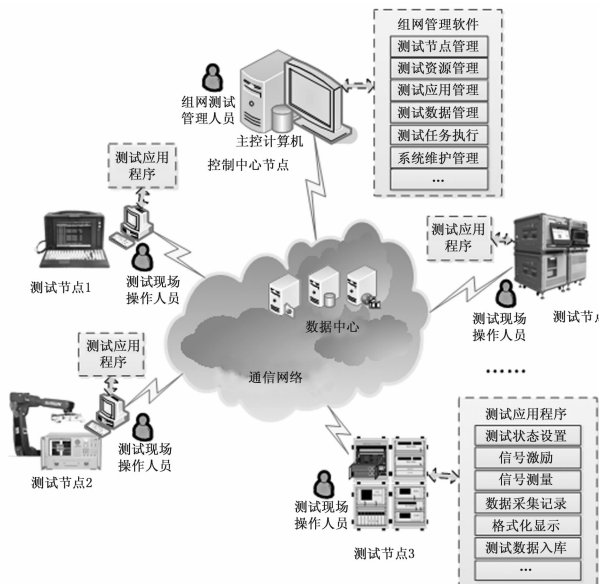 组网管理软件
测试节点管理
测试资源管理
测试应用管理
测试数据管理
测试任务执行
系统维护管理
...
组网测试
管理人员
主控计算机
控制中心节点
测试应用
程序
测试节点1
测试现场
操作人员
测试应用
程序
测试现场
操作人员
测试节点
......
数据中心
通信网络
测试应用
程序
测试现场
操作人员
测试节点2
测试现场
操作人员
测试节点3
测试应用程序
测试状态设置
信号激励
信号测量
数据采集记录
格式化显示
测试数据入库
...